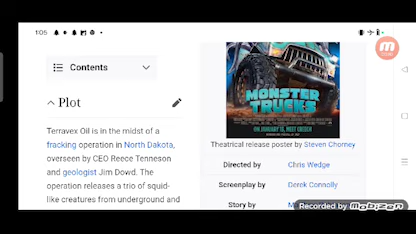 1:05
Contents
Plot
Terravex Oil is in the midst of a
fracking operation in North Dakota,
overseen by CEO Reece Tenneson
and geologist Jim Dowd. The
operation releases a trio of squid-
like creatures from underground and
MONSTER
TRUCKS
Theatrical release poster by Steven Chorney
Directed by Chris Wedge
Screenplay by Derek Connolly
Story by
Recorded by Mobizen